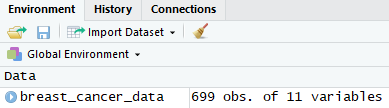 Environment History Connections
Import Dataset
Global Environment
Data
breast_cancer_data 699 obs. of 11 variables